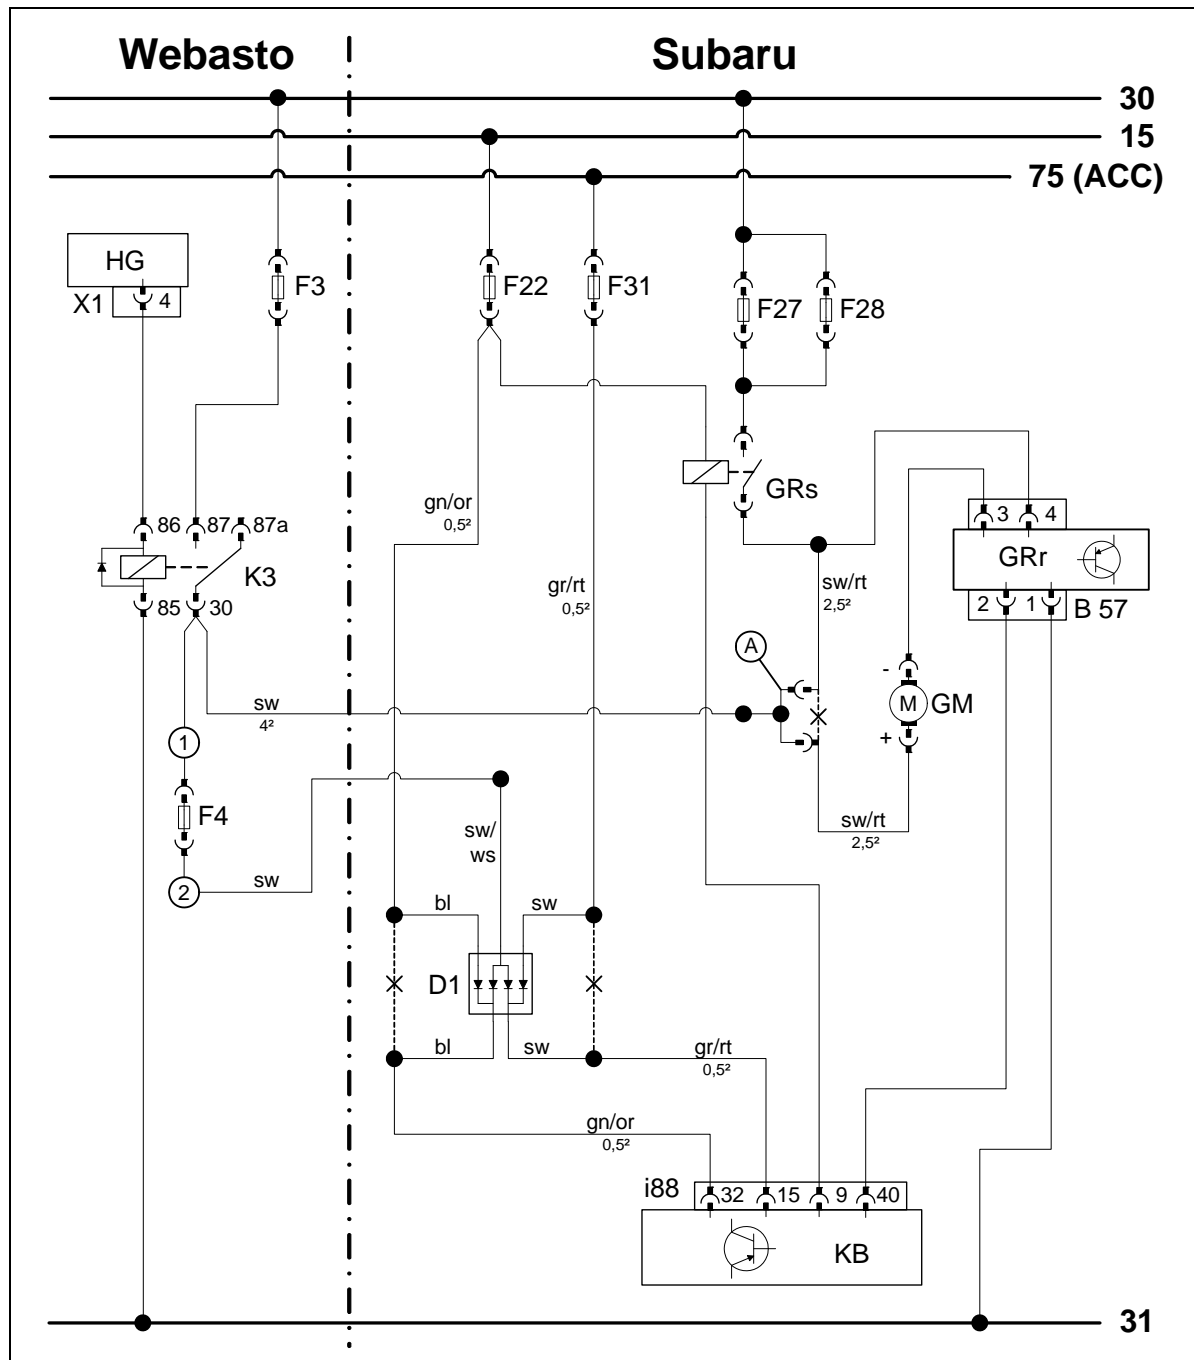 Webasto
Subaru
30
15
75 (ACC)
HG
X1
4
F3
F22
F31
F27
F28
GRs
gn/or
0,5²
86
87
87a
3
4
GRr
K3
gr/rt
0,5²
sw/rt
2,5²
85
30
2
1
B 57
A
-
M
GM
+
sw
4²
1
F4
sw/
ws
sw/rt
2,5²
2
sw
bl
sw
D1
bl
sw
gr/rt
0,5²
gn/or
0,5²
i88
32
15
9
40
KB
31